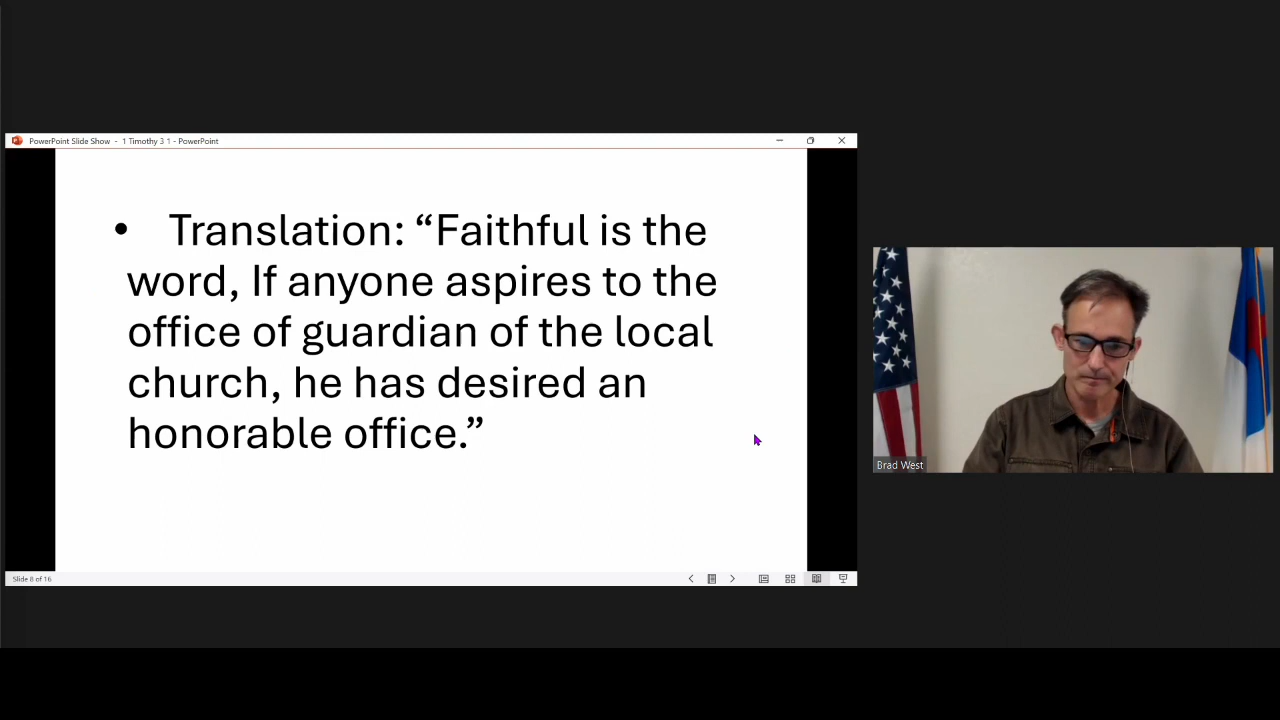 PowerPoint Slide Show - 1 Timothy 3 1 - PowerPoint
• Translation: “Faithful is the
word, If anyone aspires to the
office of guardian of the local
church, he has desired an
honorable office.”
Brad West
Slide 8 of 16